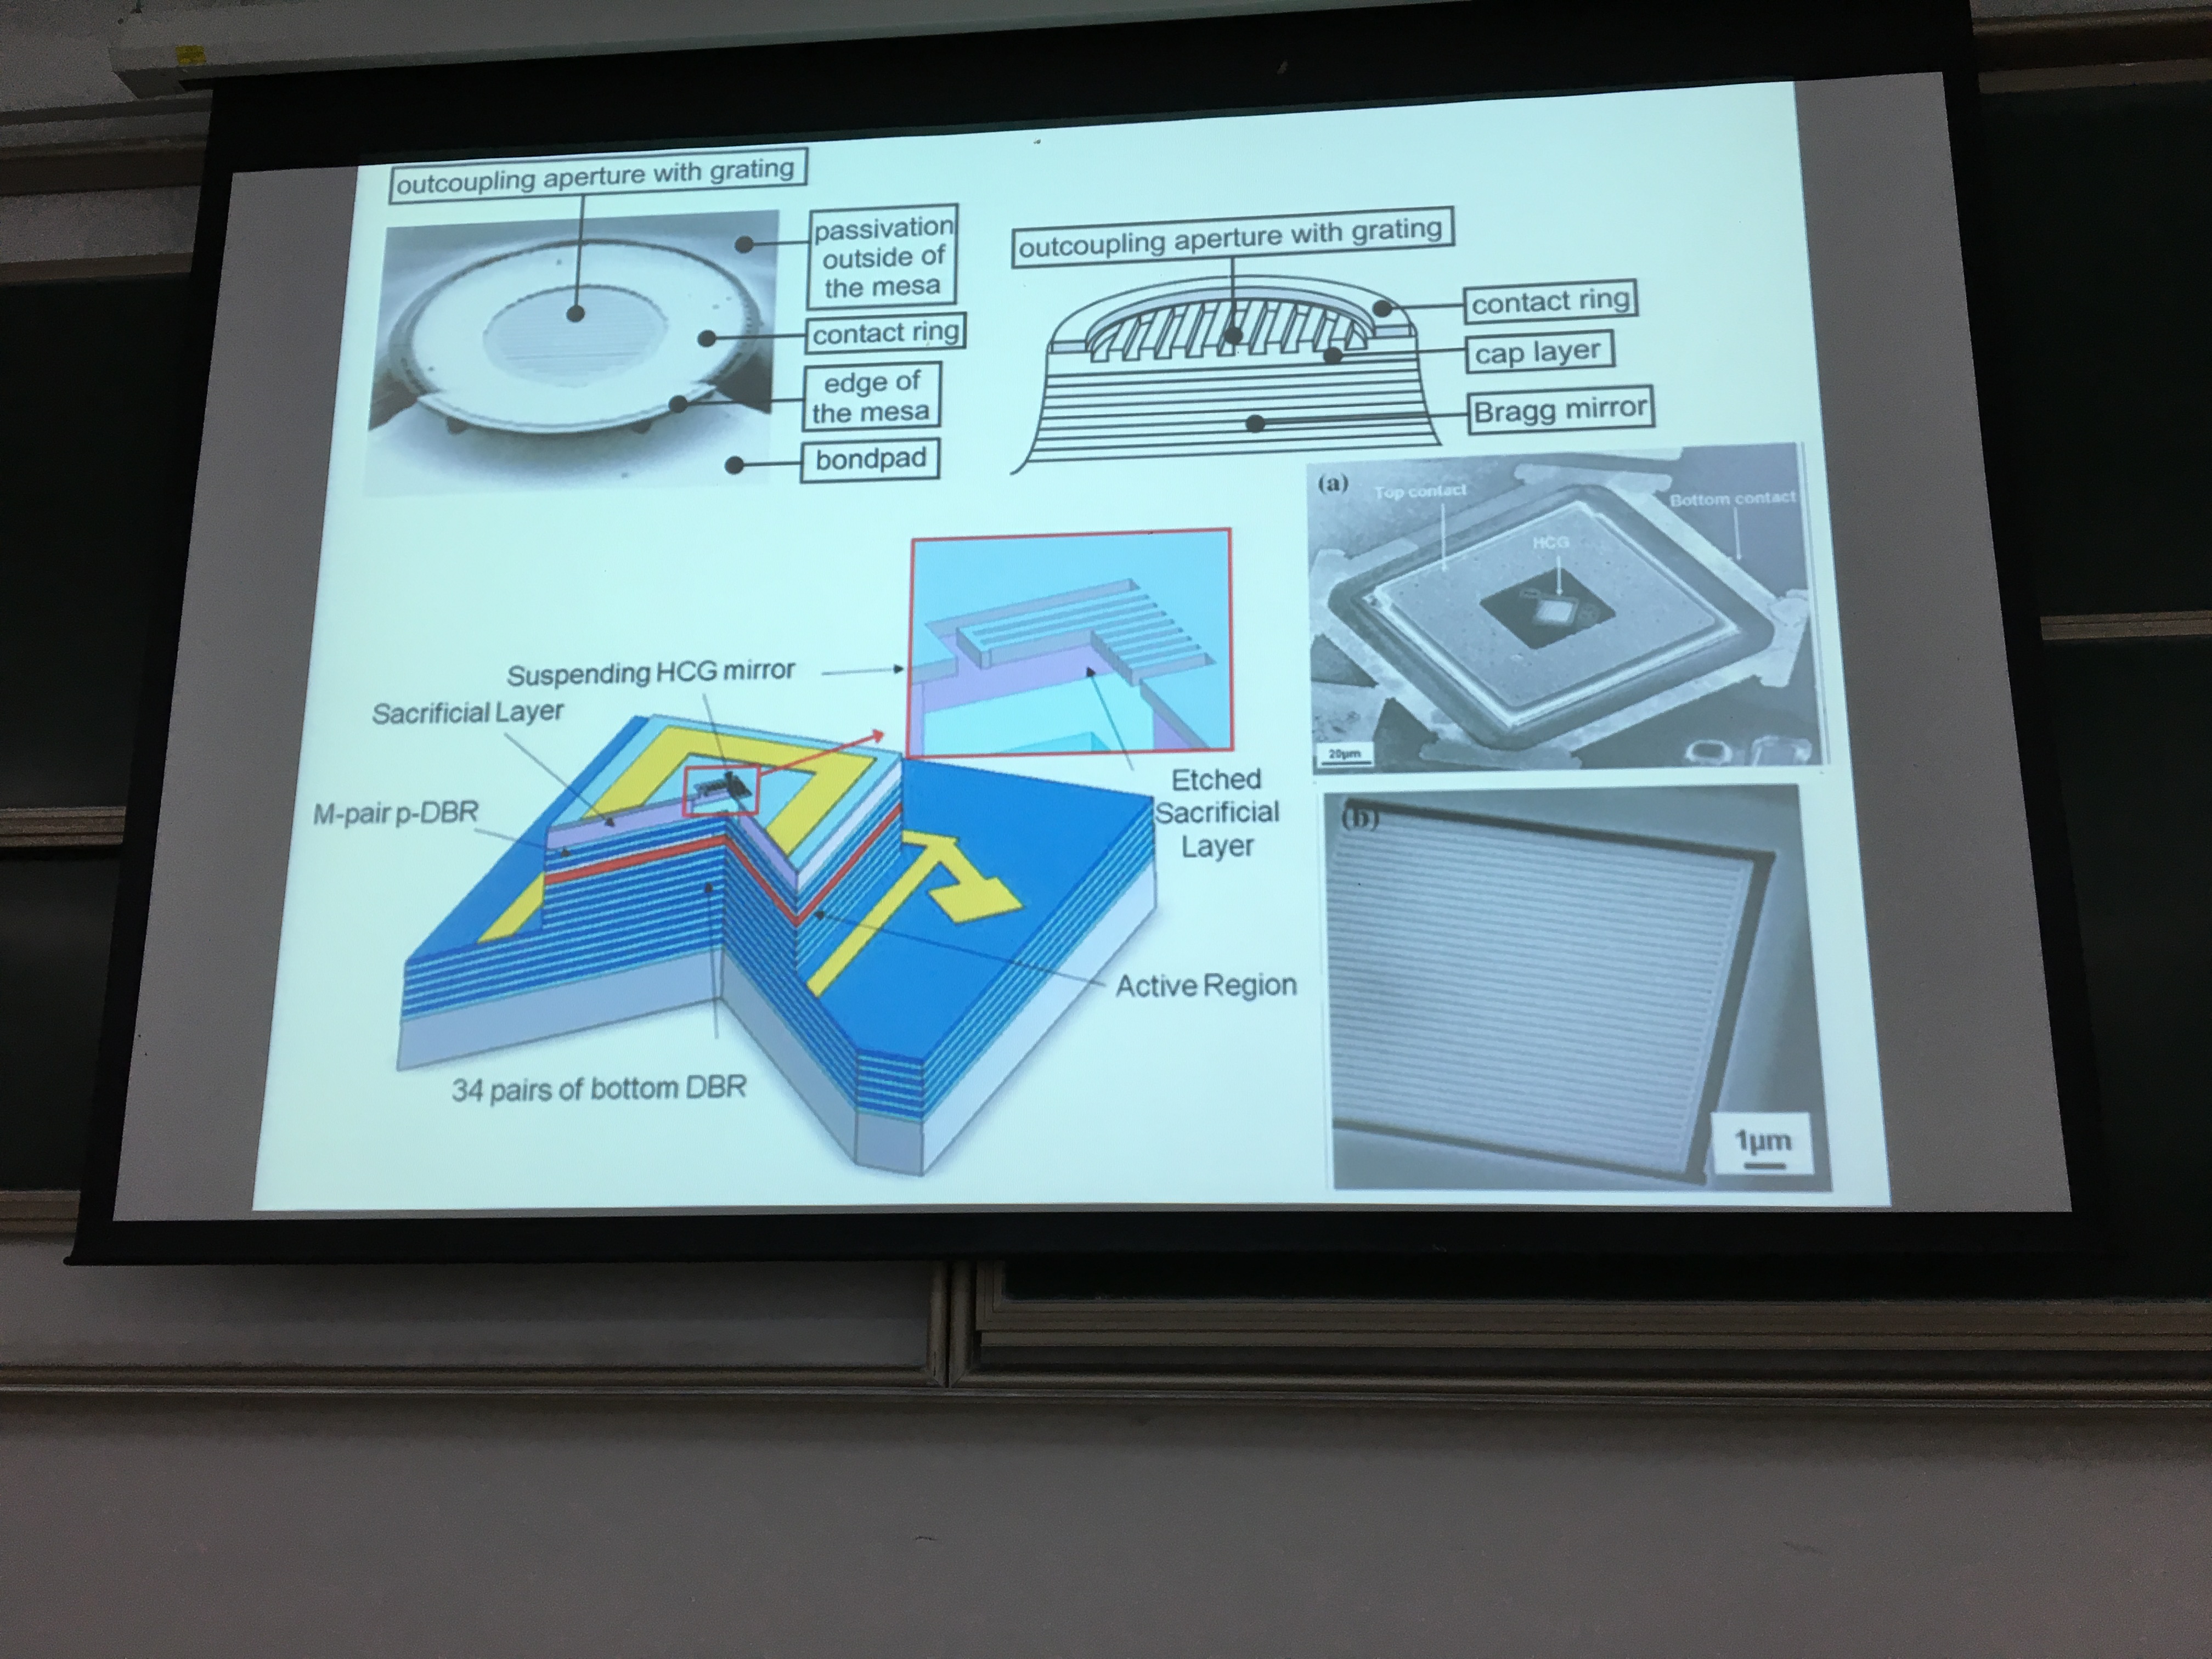 outcoupling aperture with grating
passivation
outside of
the mesa
contact ring
edge of
the mesa
bondpad
outcoupling aperture with grating
contact ring
cap layer
Bragg mirror
(a)
Top contact
Bottom contact
HCG
20µm
Suspending HCG mirror
Sacrificial Layer
M-pair p-DBR
Etched
Sacrificial
Layer
Active Region
34 pairs of bottom DBR
(b)
1µm